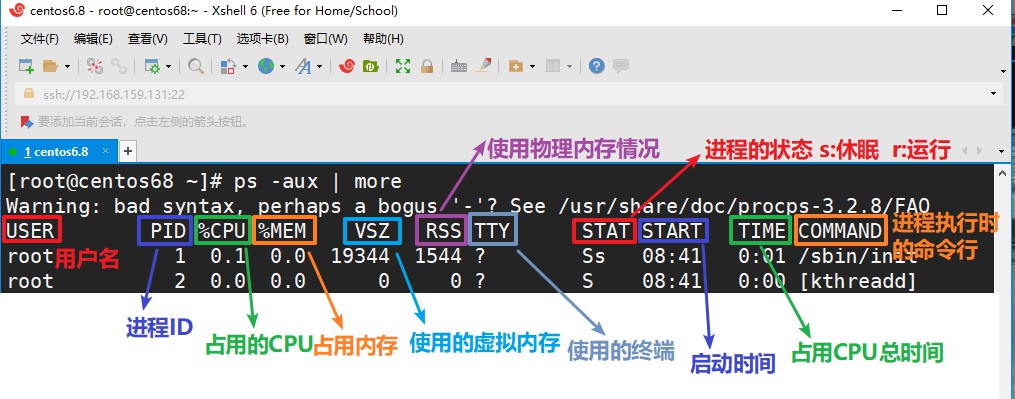 centos6.8 - root@centos68:~ - Xshell 6 (Free for Home/School)
文件(F) 编辑(E) 查看(V) 工具(T) 选项卡(B) 窗口(W) 帮助(H)
ssh://192.168.159.131:22
要添加当前会话，点击左侧的箭头按钮。
1 centos6.8
使用物理内存情况
进程的状态 s:休眠 r:运行
[root@centos68 ~]# ps -aux | more
Warning: bad syntax, perhaps a bogus '-'? See /usr/share/doc/procps-3.2.8/FAQ
USER PID %CPU %MEM VSZ RSS TTY STAT START TIME COMMAND
进程执行时
的命令行
root 1 0.1 0.0 19344 1544 ? Ss 08:41 0:01 /sbin/init
用户名
root 2 0.0 0.0 0 0 ? S 08:41 0:00 [kthreadd]
进程ID
占用的CPU
占用内存
使用的虚拟内存
使用的终端
启动时间
占用CPU总时间